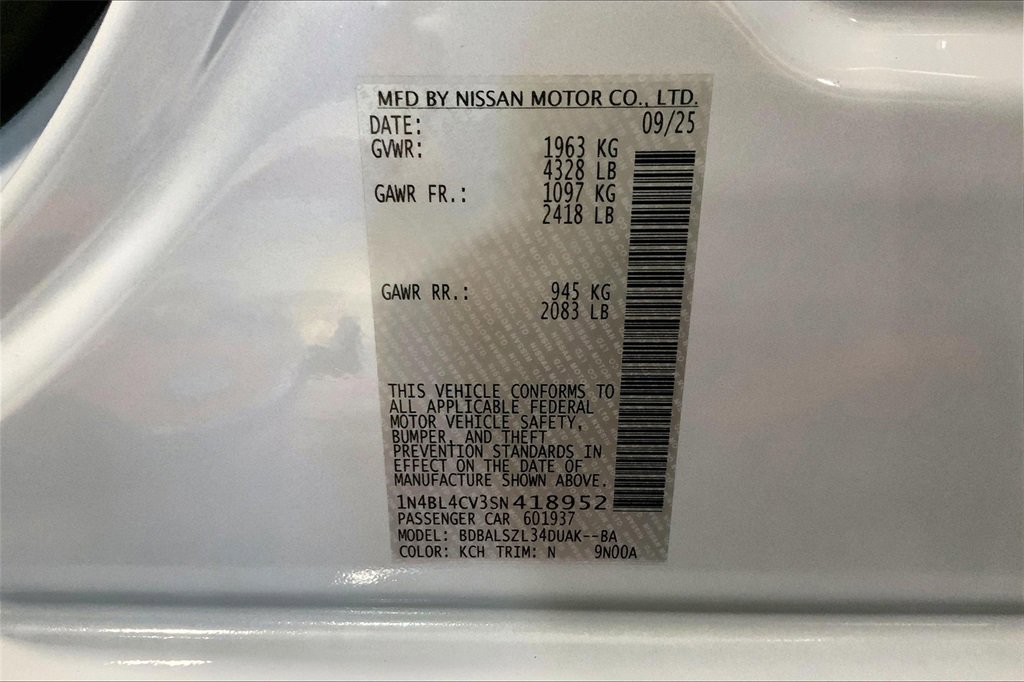 MFD BY NISSAN MOTOR CO., LTD.
DATE: 09/25
GVWR: 1963 KG
4328 LB
GAWR FR.: 1097 KG
2418 LB
GAWR RR.: 945 KG
2083 LB
THIS VEHICLE CONFORMS TO
ALL APPLICABLE FEDERAL
MOTOR VEHICLE SAFETY,
BUMPER, AND THEFT
PREVENTION STANDARDS IN
EFFECT ON THE DATE OF
MANUFACTURE SHOWN ABOVE.
1N4BL4CV3SN418952
PASSENGER CAR 601937
MODEL: BDBALSZL34DUAK--BA
COLOR: KCH TRIM: N 9N00A